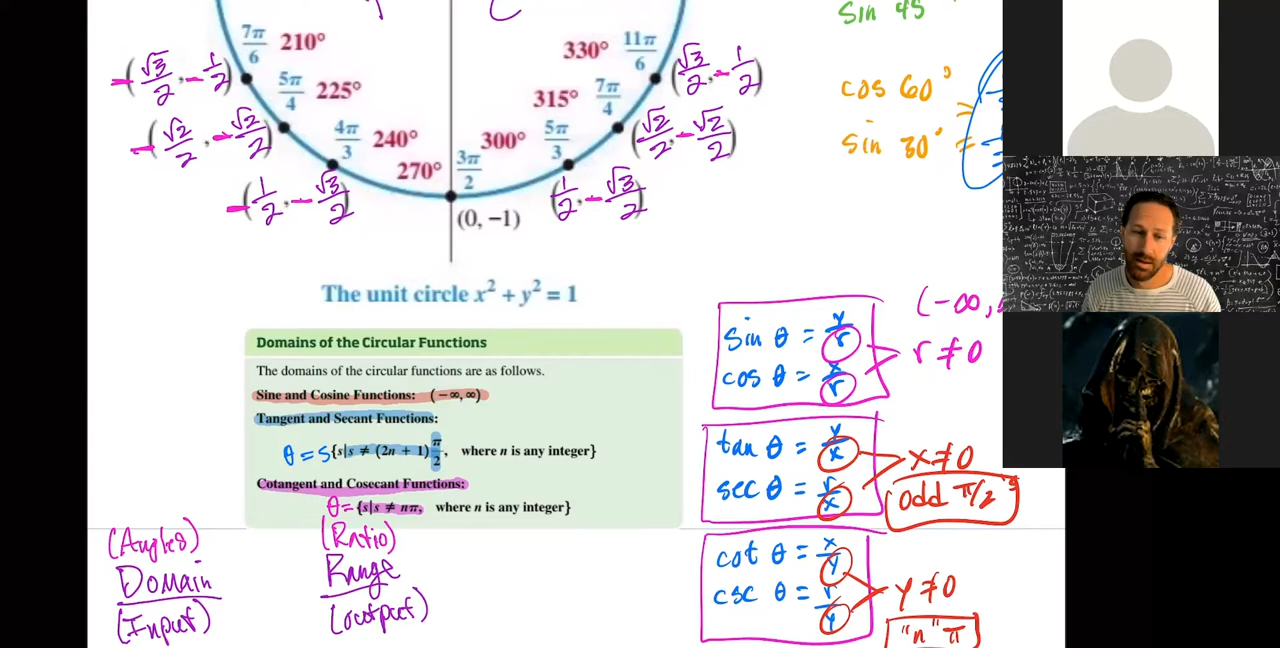 sin 45
7π/6 210°
330° 11π/6
-(√3/2, -1/2)
(√3/2, -1/2)
5π/4 225°
315° 7π/4
cos 60°
-(√2/2, -√2/2)
(√2/2, -√2/2)
4π/3 240°
300° 5π/3
sin 30° =
270° 3π/2
-(1/2, -√3/2)
(1/2, -√3/2)
(0, −1)
The unit circle x² + y² = 1
Domains of the Circular Functions
The domains of the circular functions are as follows.
Sine and Cosine Functions: (−∞, ∞)
Tangent and Secant Functions:
θ = s {s|s ≠ (2n + 1) π/2, where n is any integer}
Cotangent and Cosecant Functions:
θ = {s|s ≠ nπ, where n is any integer}
(Angles)
Domain
(Input)
(Ratio)
Range
(output)
(-∞,
sin θ = y/r
cos θ = x/r
r ≠ 0
tan θ = y/x
sec θ = r/x
x ≠ 0
odd π/2's
cot θ = x/y
csc θ = r/y
y ≠ 0
"n" π